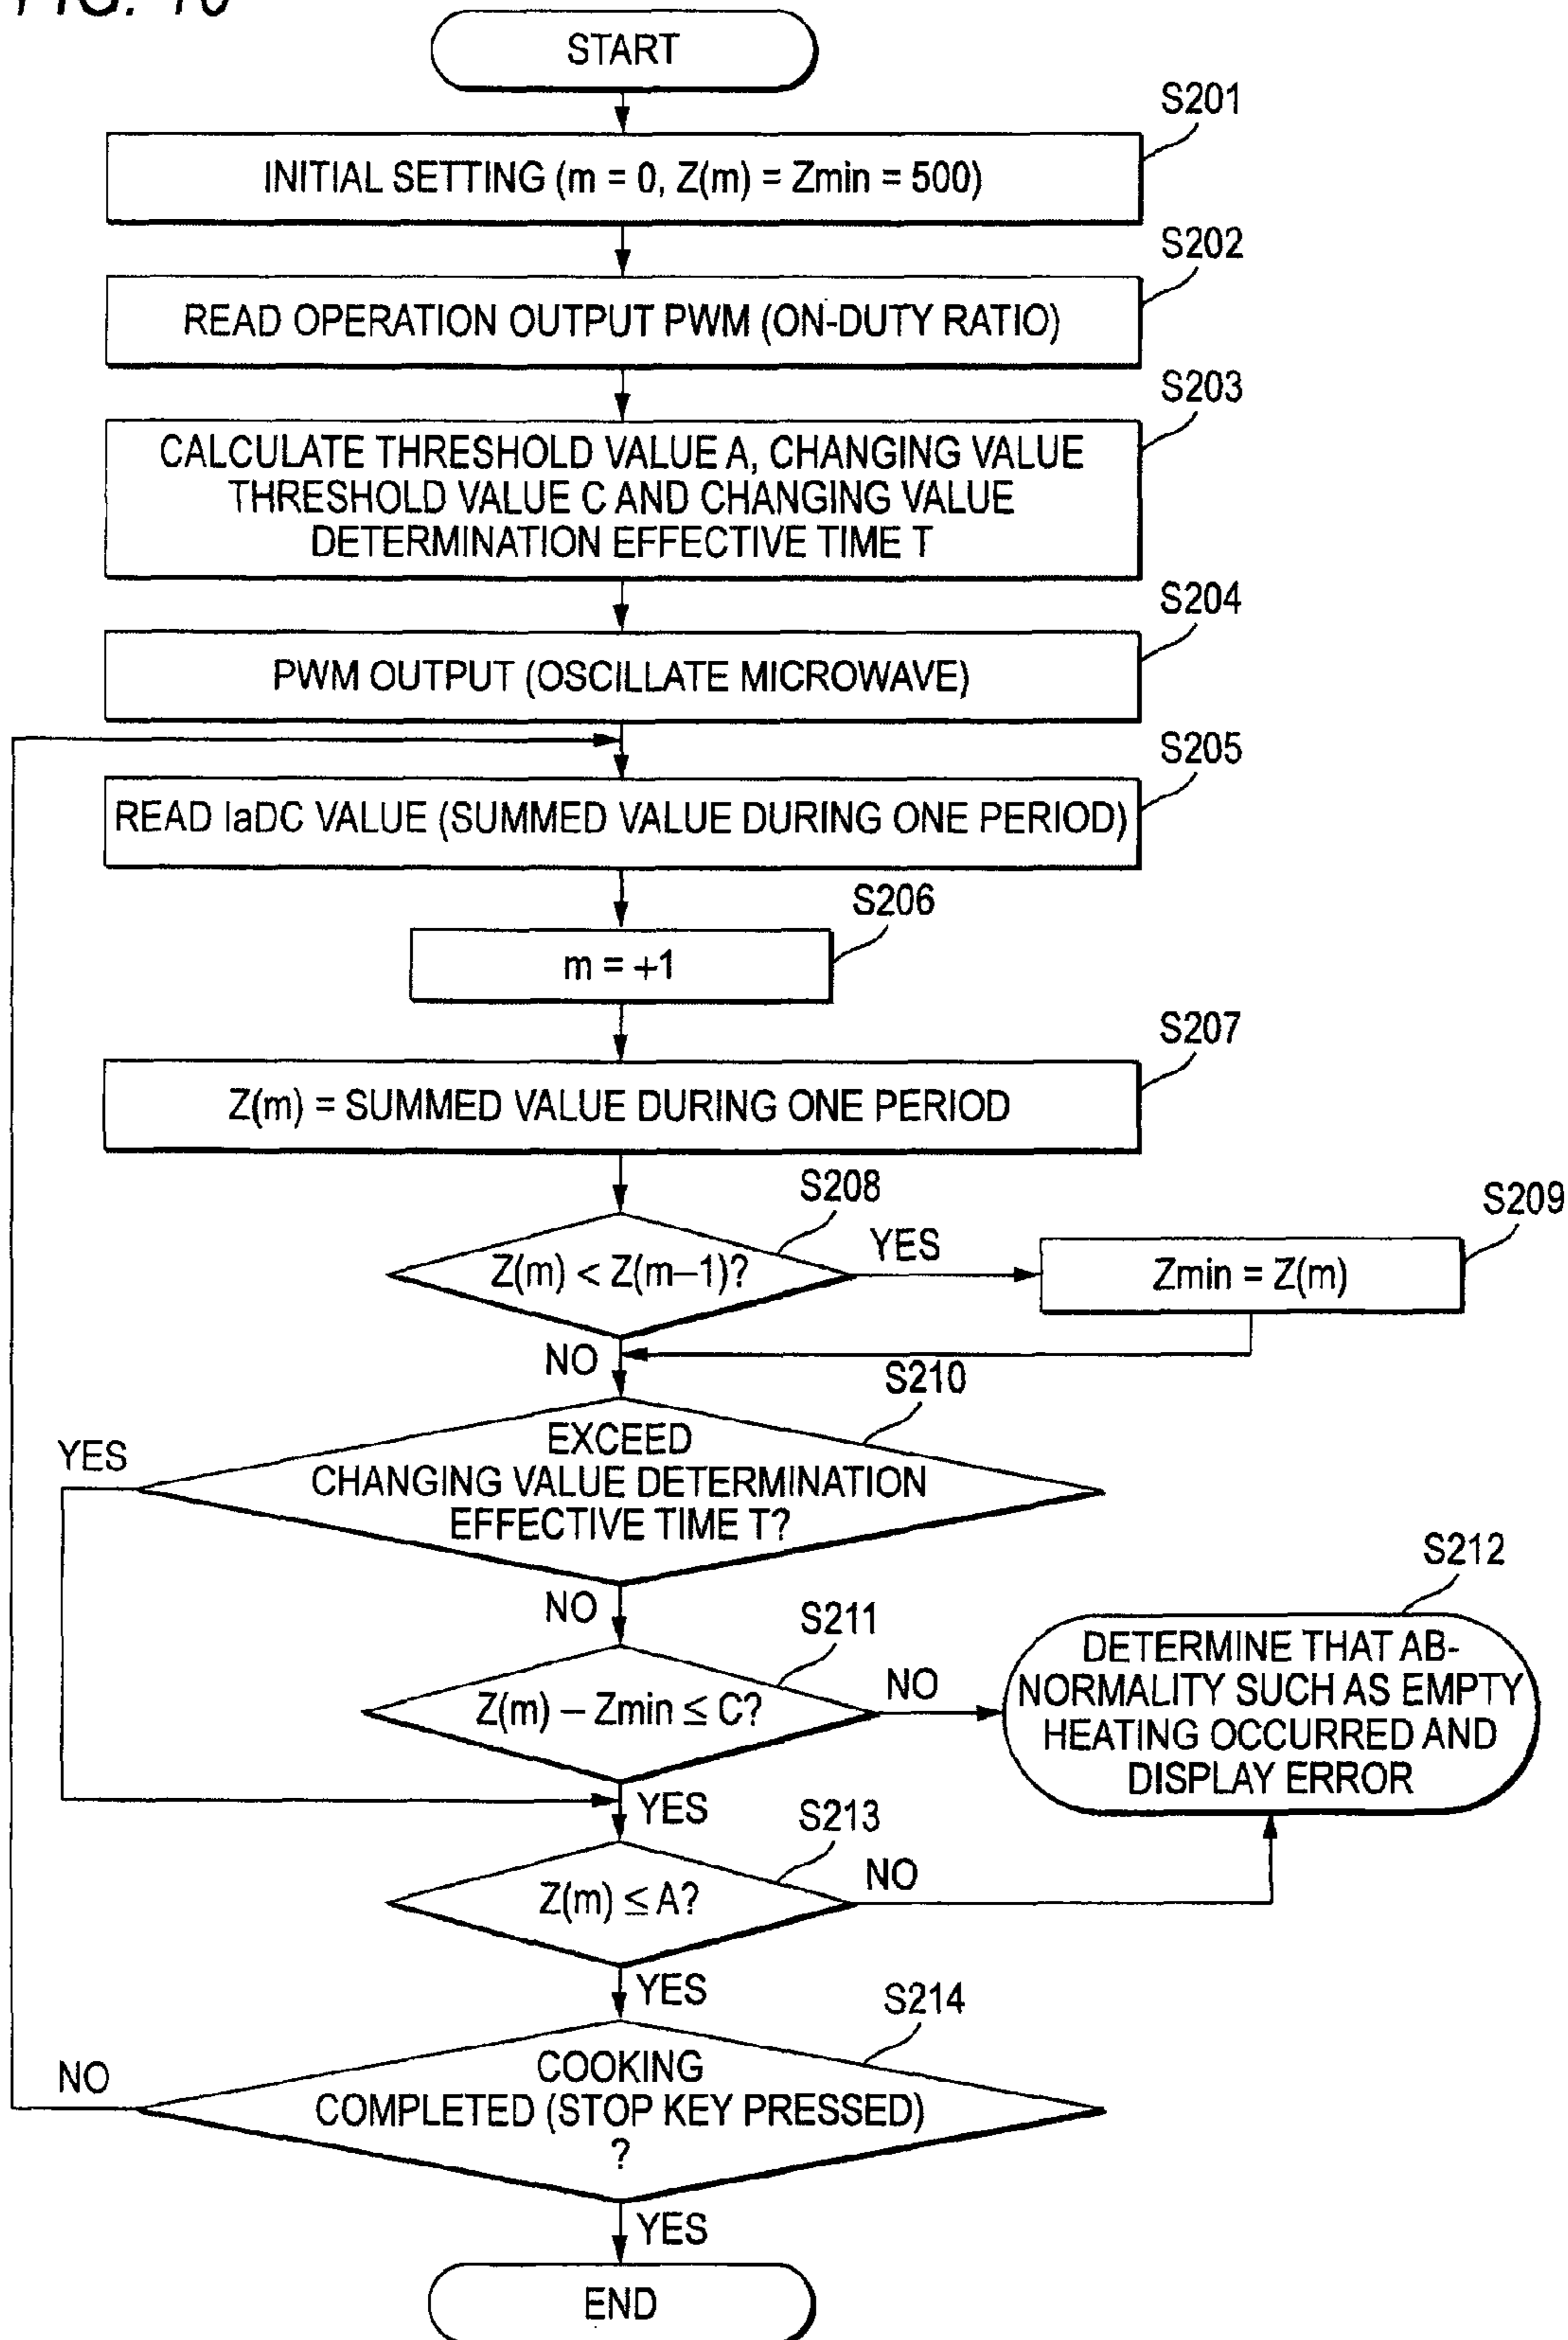 START
S201
INITIAL SETTING (m = 0, Z(m) = Zmin = 500)
S202
READ OPERATION OUTPUT PWM (ON-DUTY RATIO)
S203
CALCULATE THRESHOLD VALUE A, CHANGING VALUE
THRESHOLD VALUE C AND CHANGING VALUE
DETERMINATION EFFECTIVE TIME T
S204
PWM OUTPUT (OSCILLATE MICROWAVE)
S205
READ IaDC VALUE (SUMMED VALUE DURING ONE PERIOD)
S206
m = +1
S207
Z(m) = SUMMED VALUE DURING ONE PERIOD
S208
Z(m) < Z(m–1)?
YES
S209
Zmin = Z(m)
NO
S210
EXCEED
CHANGING VALUE DETERMINATION
EFFECTIVE TIME T?
YES
NO
S211
Z(m) – Zmin ≤ C?
NO
S212
DETERMINE THAT AB-
NORMALITY SUCH AS EMPTY
HEATING OCCURRED AND
DISPLAY ERROR
YES
S213
Z(m) ≤ A?
NO
YES
S214
COOKING
COMPLETED (STOP KEY PRESSED)
?
NO
YES
END